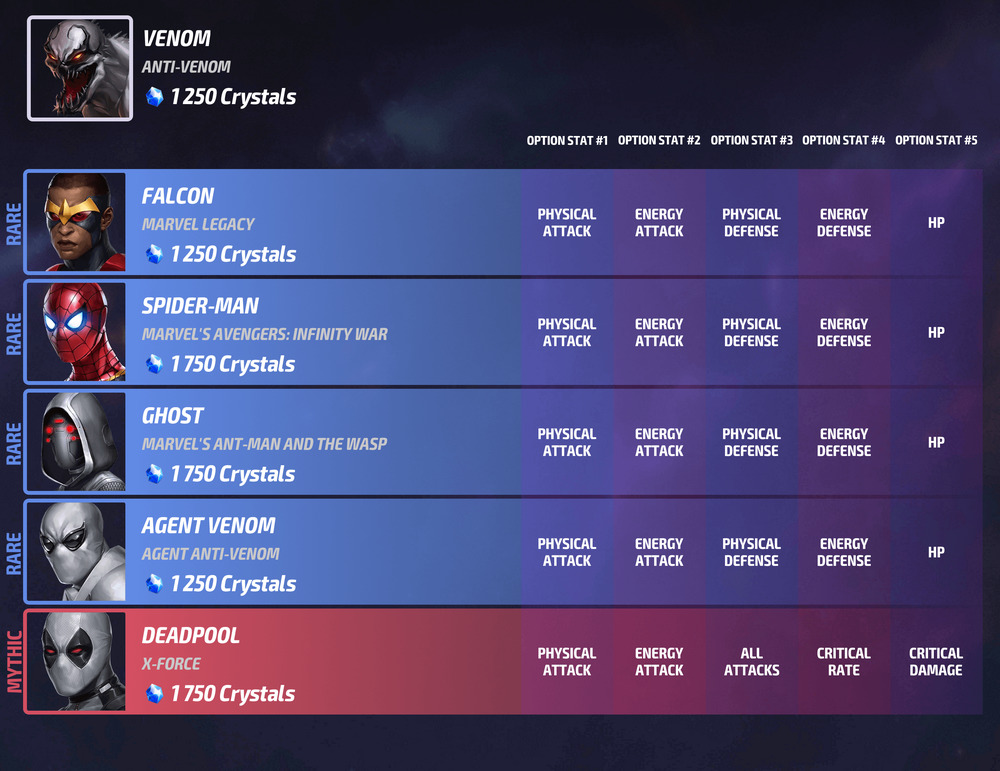 VENOM
ANTI-VENOM
1 250 Crystals
OPTION STAT #1 OPTION STAT #2 OPTION STAT #3 OPTION STAT #4 OPTION STAT #5
RARE
FALCON
MARVEL LEGACY
1 250 Crystals
PHYSICAL ATTACK
ENERGY ATTACK
PHYSICAL DEFENSE
ENERGY DEFENSE
HP
RARE
SPIDER-MAN
MARVEL'S AVENGERS: INFINITY WAR
1 750 Crystals
PHYSICAL ATTACK
ENERGY ATTACK
PHYSICAL DEFENSE
ENERGY DEFENSE
HP
RARE
GHOST
MARVEL'S ANT-MAN AND THE WASP
1 750 Crystals
PHYSICAL ATTACK
ENERGY ATTACK
PHYSICAL DEFENSE
ENERGY DEFENSE
HP
RARE
AGENT VENOM
AGENT ANTI-VENOM
1 250 Crystals
PHYSICAL ATTACK
ENERGY ATTACK
PHYSICAL DEFENSE
ENERGY DEFENSE
HP
MYTHIC
DEADPOOL
X-FORCE
1 750 Crystals
PHYSICAL ATTACK
ENERGY ATTACK
ALL ATTACKS
CRITICAL RATE
CRITICAL DAMAGE